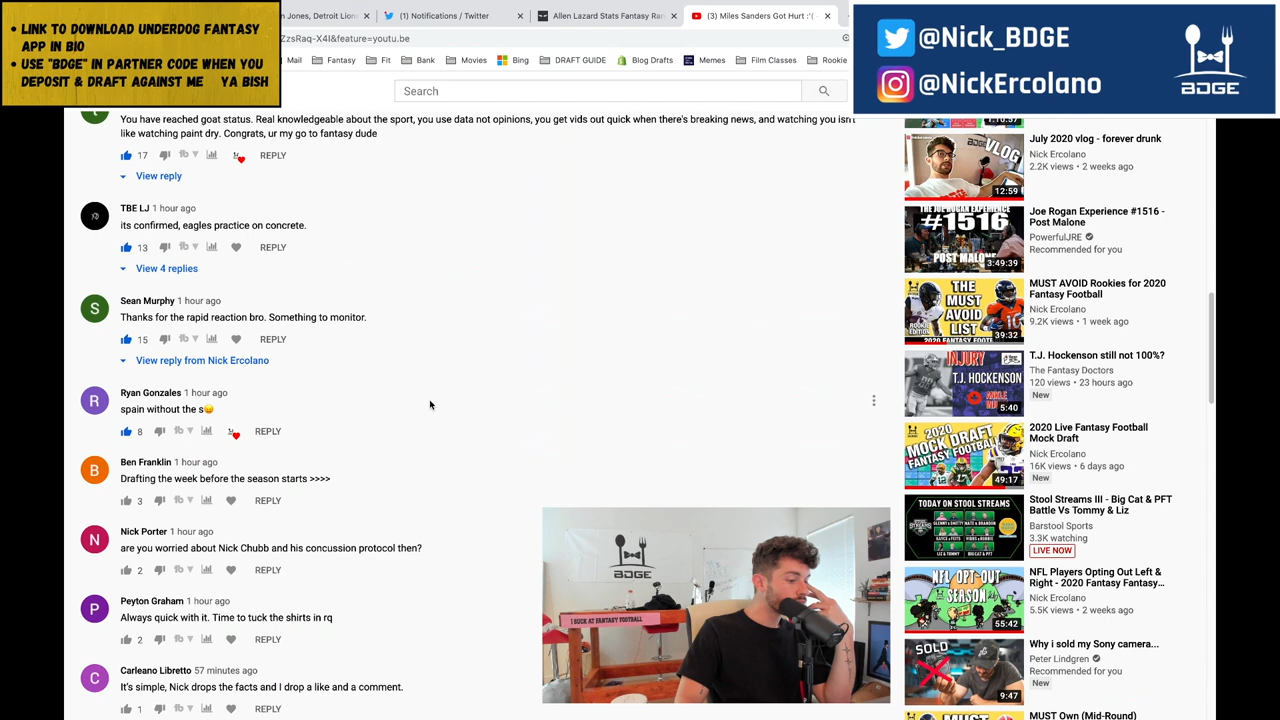 • LINK TO DOWNLOAD UNDERDOG FANTASY
APP IN BIO
• USE "BDGE" IN PARTNER CODE WHEN YOU
DEPOSIT & DRAFT AGAINST ME YA BISH
n Jones, Detroit Lion
(1) Notifications / Twitter
Allen Lazard Stats Fantasy Ran
(3) Miles Sanders Got Hurt :(
ZzsRaq-X4I&feature=youtu.be
Mail
Fantasy
Fit
Bank
Movies
Bing
DRAFT GUIDE
Blog Drafts
Memes
Film Classes
Rookie
@Nick_BDGE
@NickErcolano
BDGE
Search
You have reached goat status. Real knowledgeable about the sport, you use data not opinions, you get vids out quick when there's breaking news, and watching you isn't
like watching paint dry. Congrats, ur my go to fantasy dude
17 REPLY
View reply
TBE LJ 1 hour ago
its confirmed, eagles practice on concrete.
13 REPLY
View 4 replies
Sean Murphy 1 hour ago
Thanks for the rapid reaction bro. Something to monitor.
15 REPLY
View reply from Nick Ercolano
Ryan Gonzales 1 hour ago
spain without the s😔
8 REPLY
Ben Franklin 1 hour ago
Drafting the week before the season starts >>>>
3 REPLY
Nick Porter 1 hour ago
are you worried about Nick Chubb and his concussion protocol then?
2 REPLY
Peyton Graham 1 hour ago
Always quick with it. Time to tuck the shirts in rq
2 REPLY
Carleano Libretto 57 minutes ago
It's simple, Nick drops the facts and I drop a like and a comment.
1 REPLY
BDGE
I SUCK AT FANTASY FOOTBALL
1:10:57
VLOG
12:59
July 2020 vlog - forever drunk
Nick Ercolano
2.2K views • 2 weeks ago
THE JOE ROGAN EXPERIENCE
#1516
POST MALONE
3:49:39
Joe Rogan Experience #1516 -
Post Malone
PowerfulJRE
Recommended for you
THE
MUST
AVOID
LIST
ROOKIE
EDITION
2020 FANTASY FOOTB
39:32
MUST AVOID Rookies for 2020
Fantasy Football
Nick Ercolano
9.2K views • 1 week ago
INJURY
T.J. HOCKENSON
ANKLE
5:40
T.J. Hockenson still not 100%?
The Fantasy Doctors
120 views • 23 hours ago
New
2020
MOCK DRAFT
FANTASY FOOTBALL
49:17
2020 Live Fantasy Football
Mock Draft
Nick Ercolano
16K views • 6 days ago
New
TODAY ON STOOL STREAMS
Stool Streams III - Big Cat & PFT
Battle Vs Tommy & Liz
Barstool Sports
3.3K watching
LIVE NOW
NFL OPT-OUT
SEASON
55:42
NFL Players Opting Out Left &
Right - 2020 Fantasy Fantasy...
Nick Ercolano
5.5K views • 2 weeks ago
SOLD
9:47
Why i sold my Sony camera...
Peter Lindgren
Recommended for you
New
MUST
MUST Own (Mid-Round)